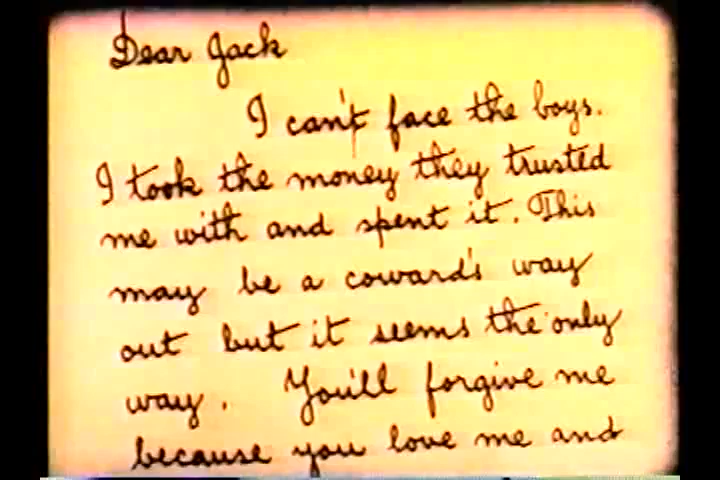 Dear Jack
I can't face the boys.
I took the money they trusted
me with and spent it. This
may be a coward's way
out but it seems the only
way. You'll forgive me
because you love me and